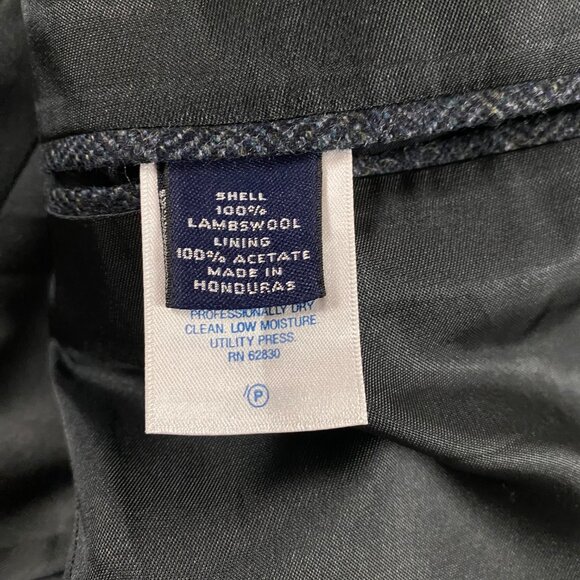 SHELL
100%
LAMBSWOOL
LINING
100% ACETATE
MADE IN
HONDURAS
PROFESSIONALLY DRY
CLEAN. LOW MOISTURE.
UTILITY PRESS.
RN 62830
P